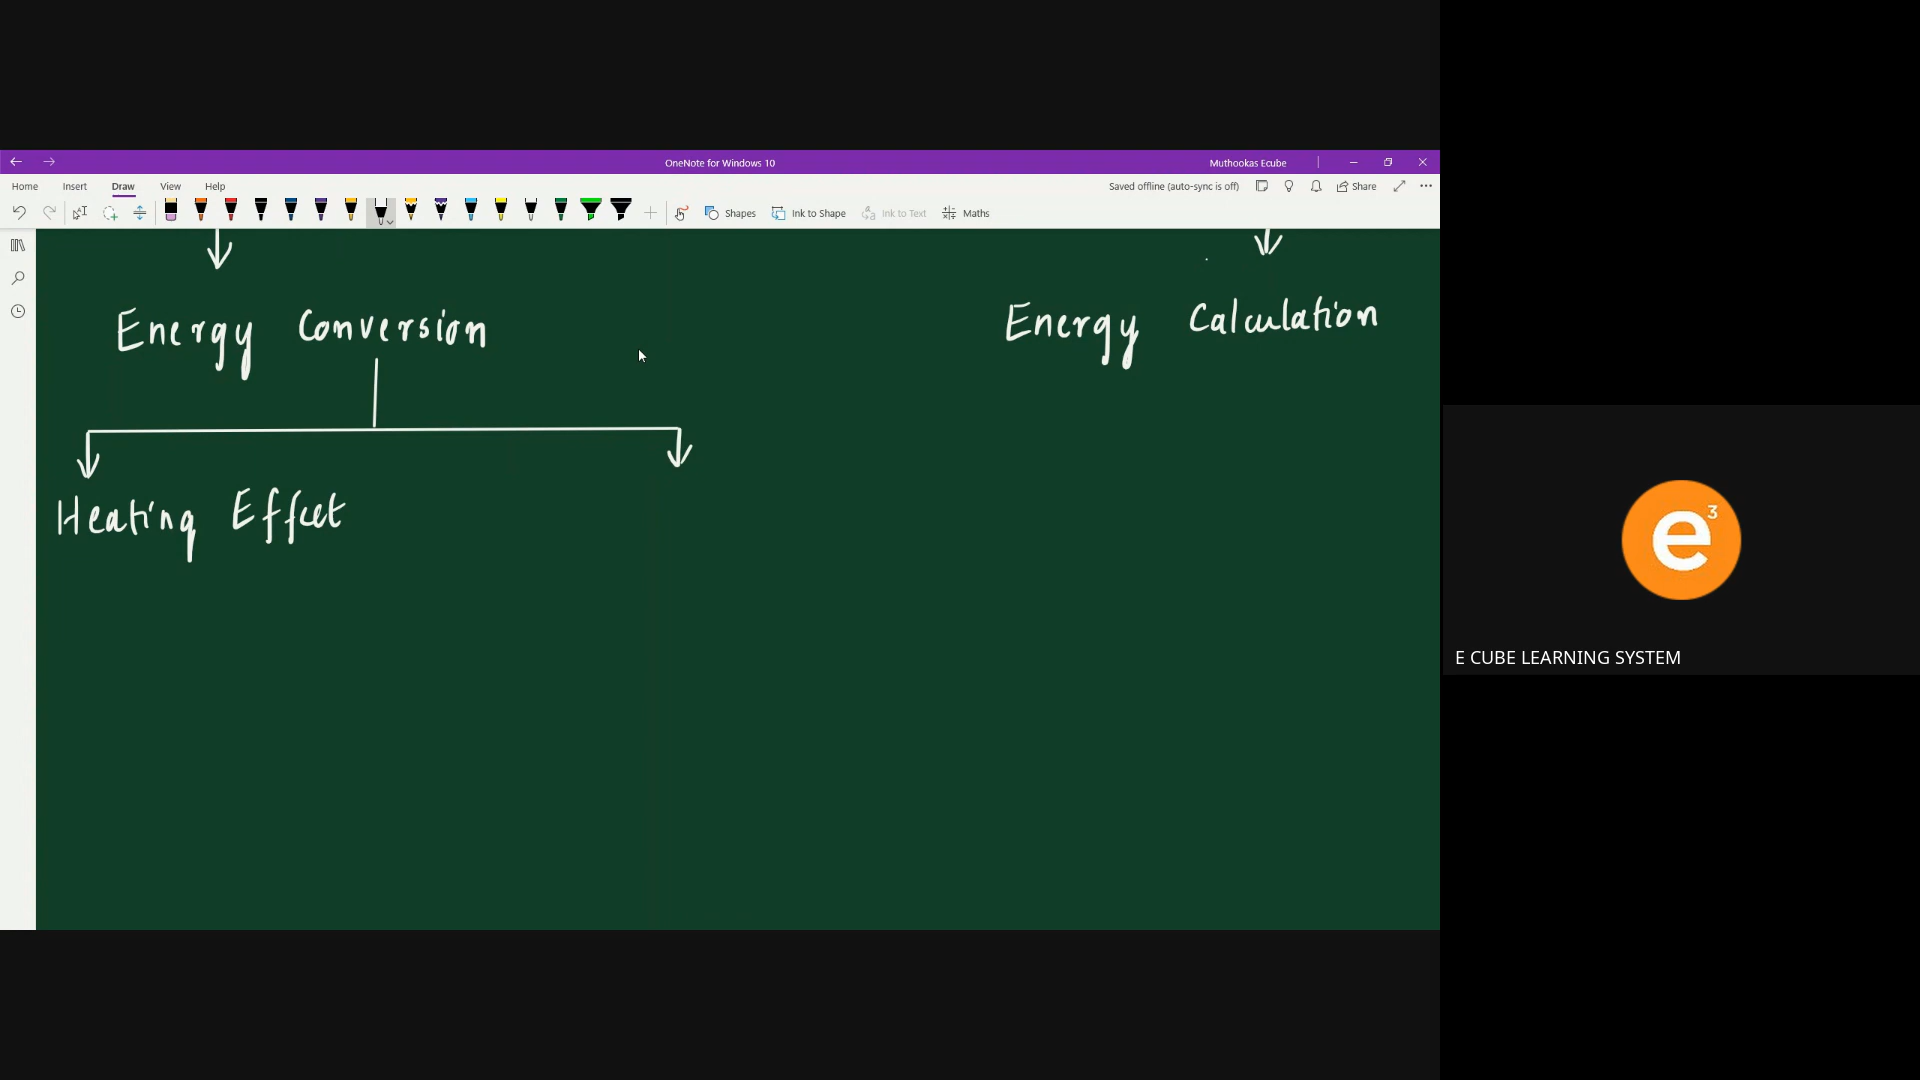 OneNote for Windows 10
Muthookas Ecube
Home Insert Draw View Help
Saved offline (auto-sync is off)
Share
Shapes
Ink to Shape
Ink to Text
Maths
Energy Conversion
Energy Calculation
Heating Effect
e3
E CUBE LEARNING SYSTEM